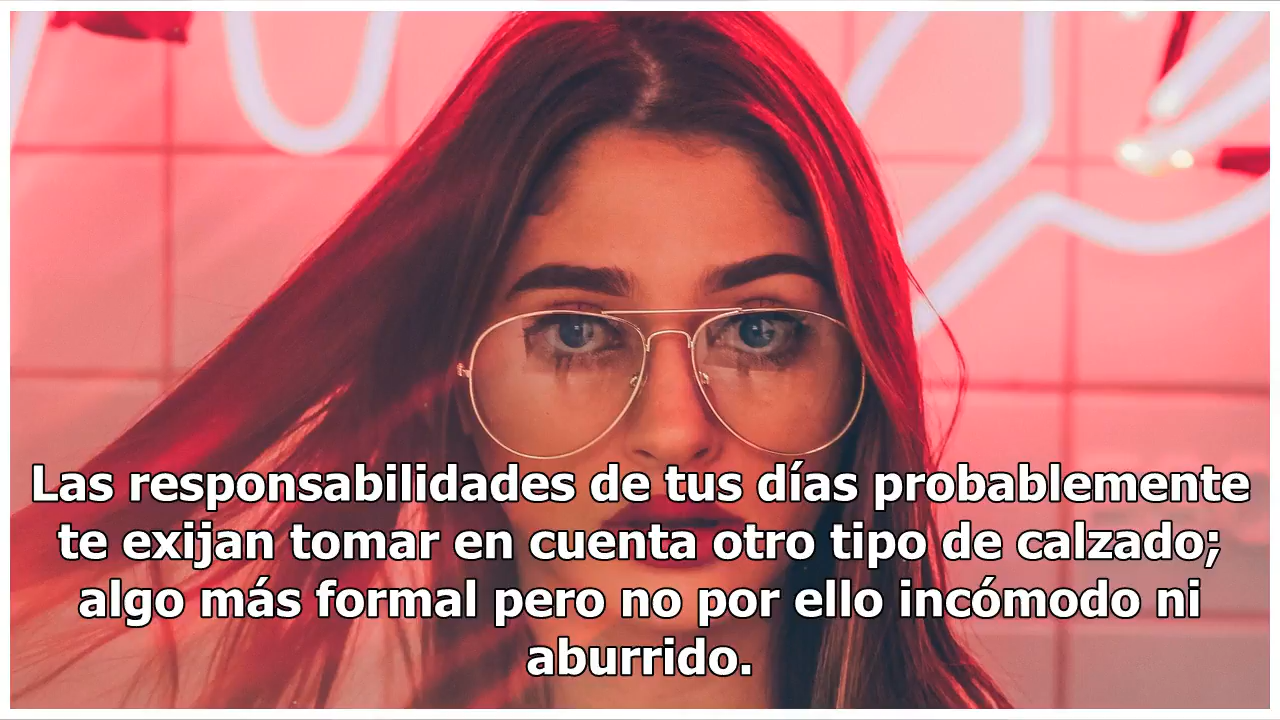 Las responsabilidades de tus días probablemente
te exijan tomar en cuenta otro tipo de calzado;
algo más formal pero no por ello incómodo ni
aburrido.